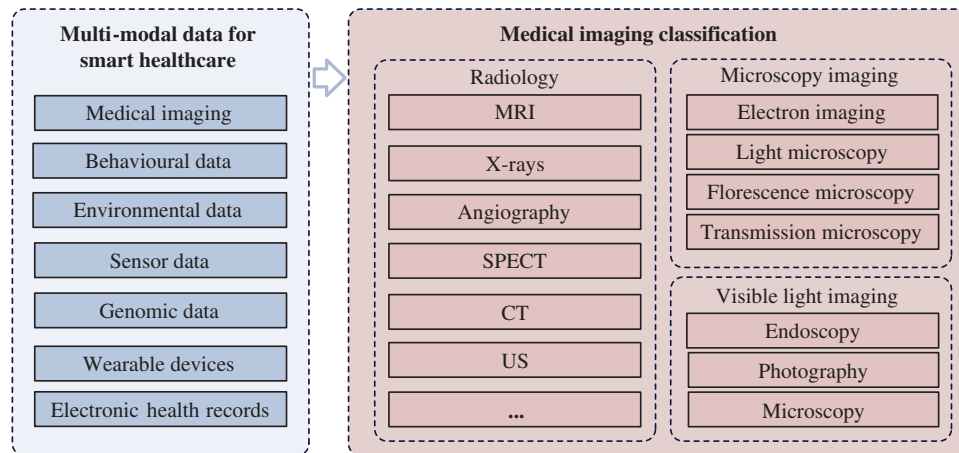 Multi-modal data for
smart healthcare
Medical imaging
Behavioural data
Environmental data
Sensor data
Genomic data
Wearable devices
Electronic health records
Medical imaging classification
Radiology
MRI
X-rays
Angiography
SPECT
CT
US
...
Microscopy imaging
Electron imaging
Light microscopy
Florescence microscopy
Transmission microscopy
Visible light imaging
Endoscopy
Photography
Microscopy